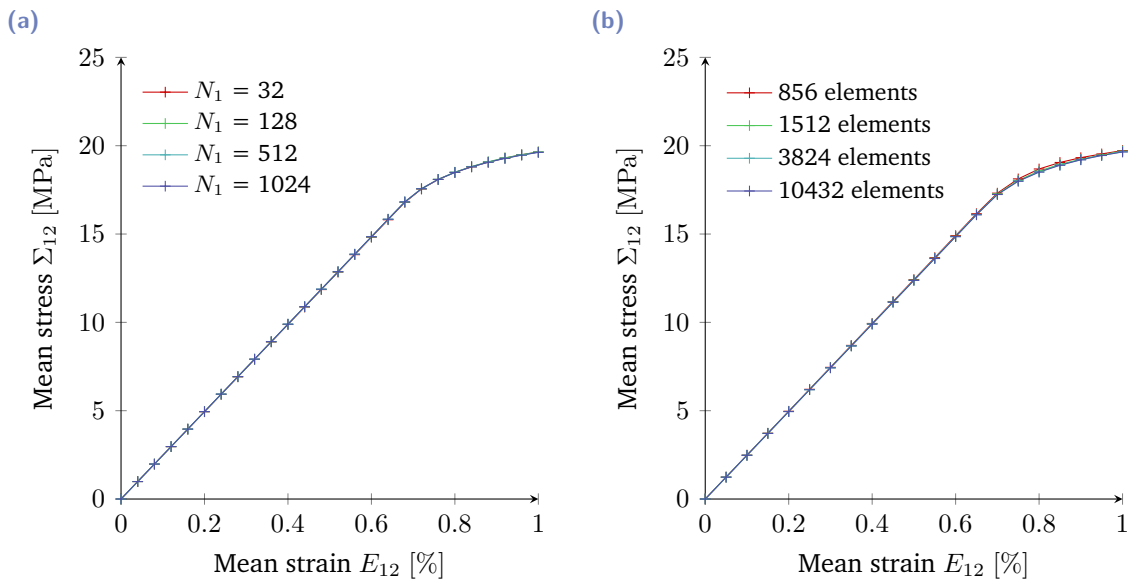 (a)
25
20
15
10
5
0
0 0.2 0.4 0.6 0.8 1
Mean stress Σ₁₂ [MPa]
Mean strain E₁₂ [%]
N₁ = 32
N₁ = 128
N₁ = 512
N₁ = 1024
(b)
25
20
15
10
5
0
0 0.2 0.4 0.6 0.8 1
Mean stress Σ₁₂ [MPa]
Mean strain E₁₂ [%]
856 elements
1512 elements
3824 elements
10432 elements